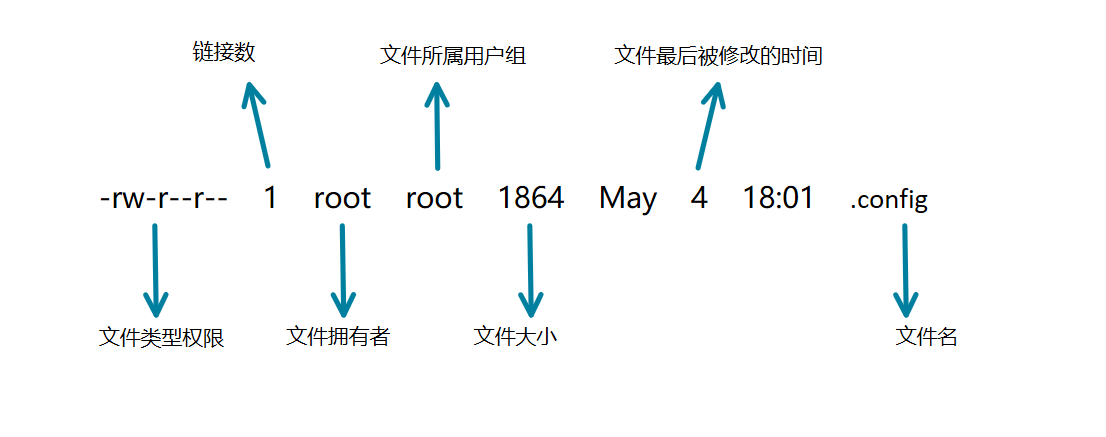 链接数 文件所属用户组 文件最后被修改的时间
-rw-r--r-- 1 root root 1864 May 4 18:01 .config
文件类型权限 文件拥有者 文件大小 文件名